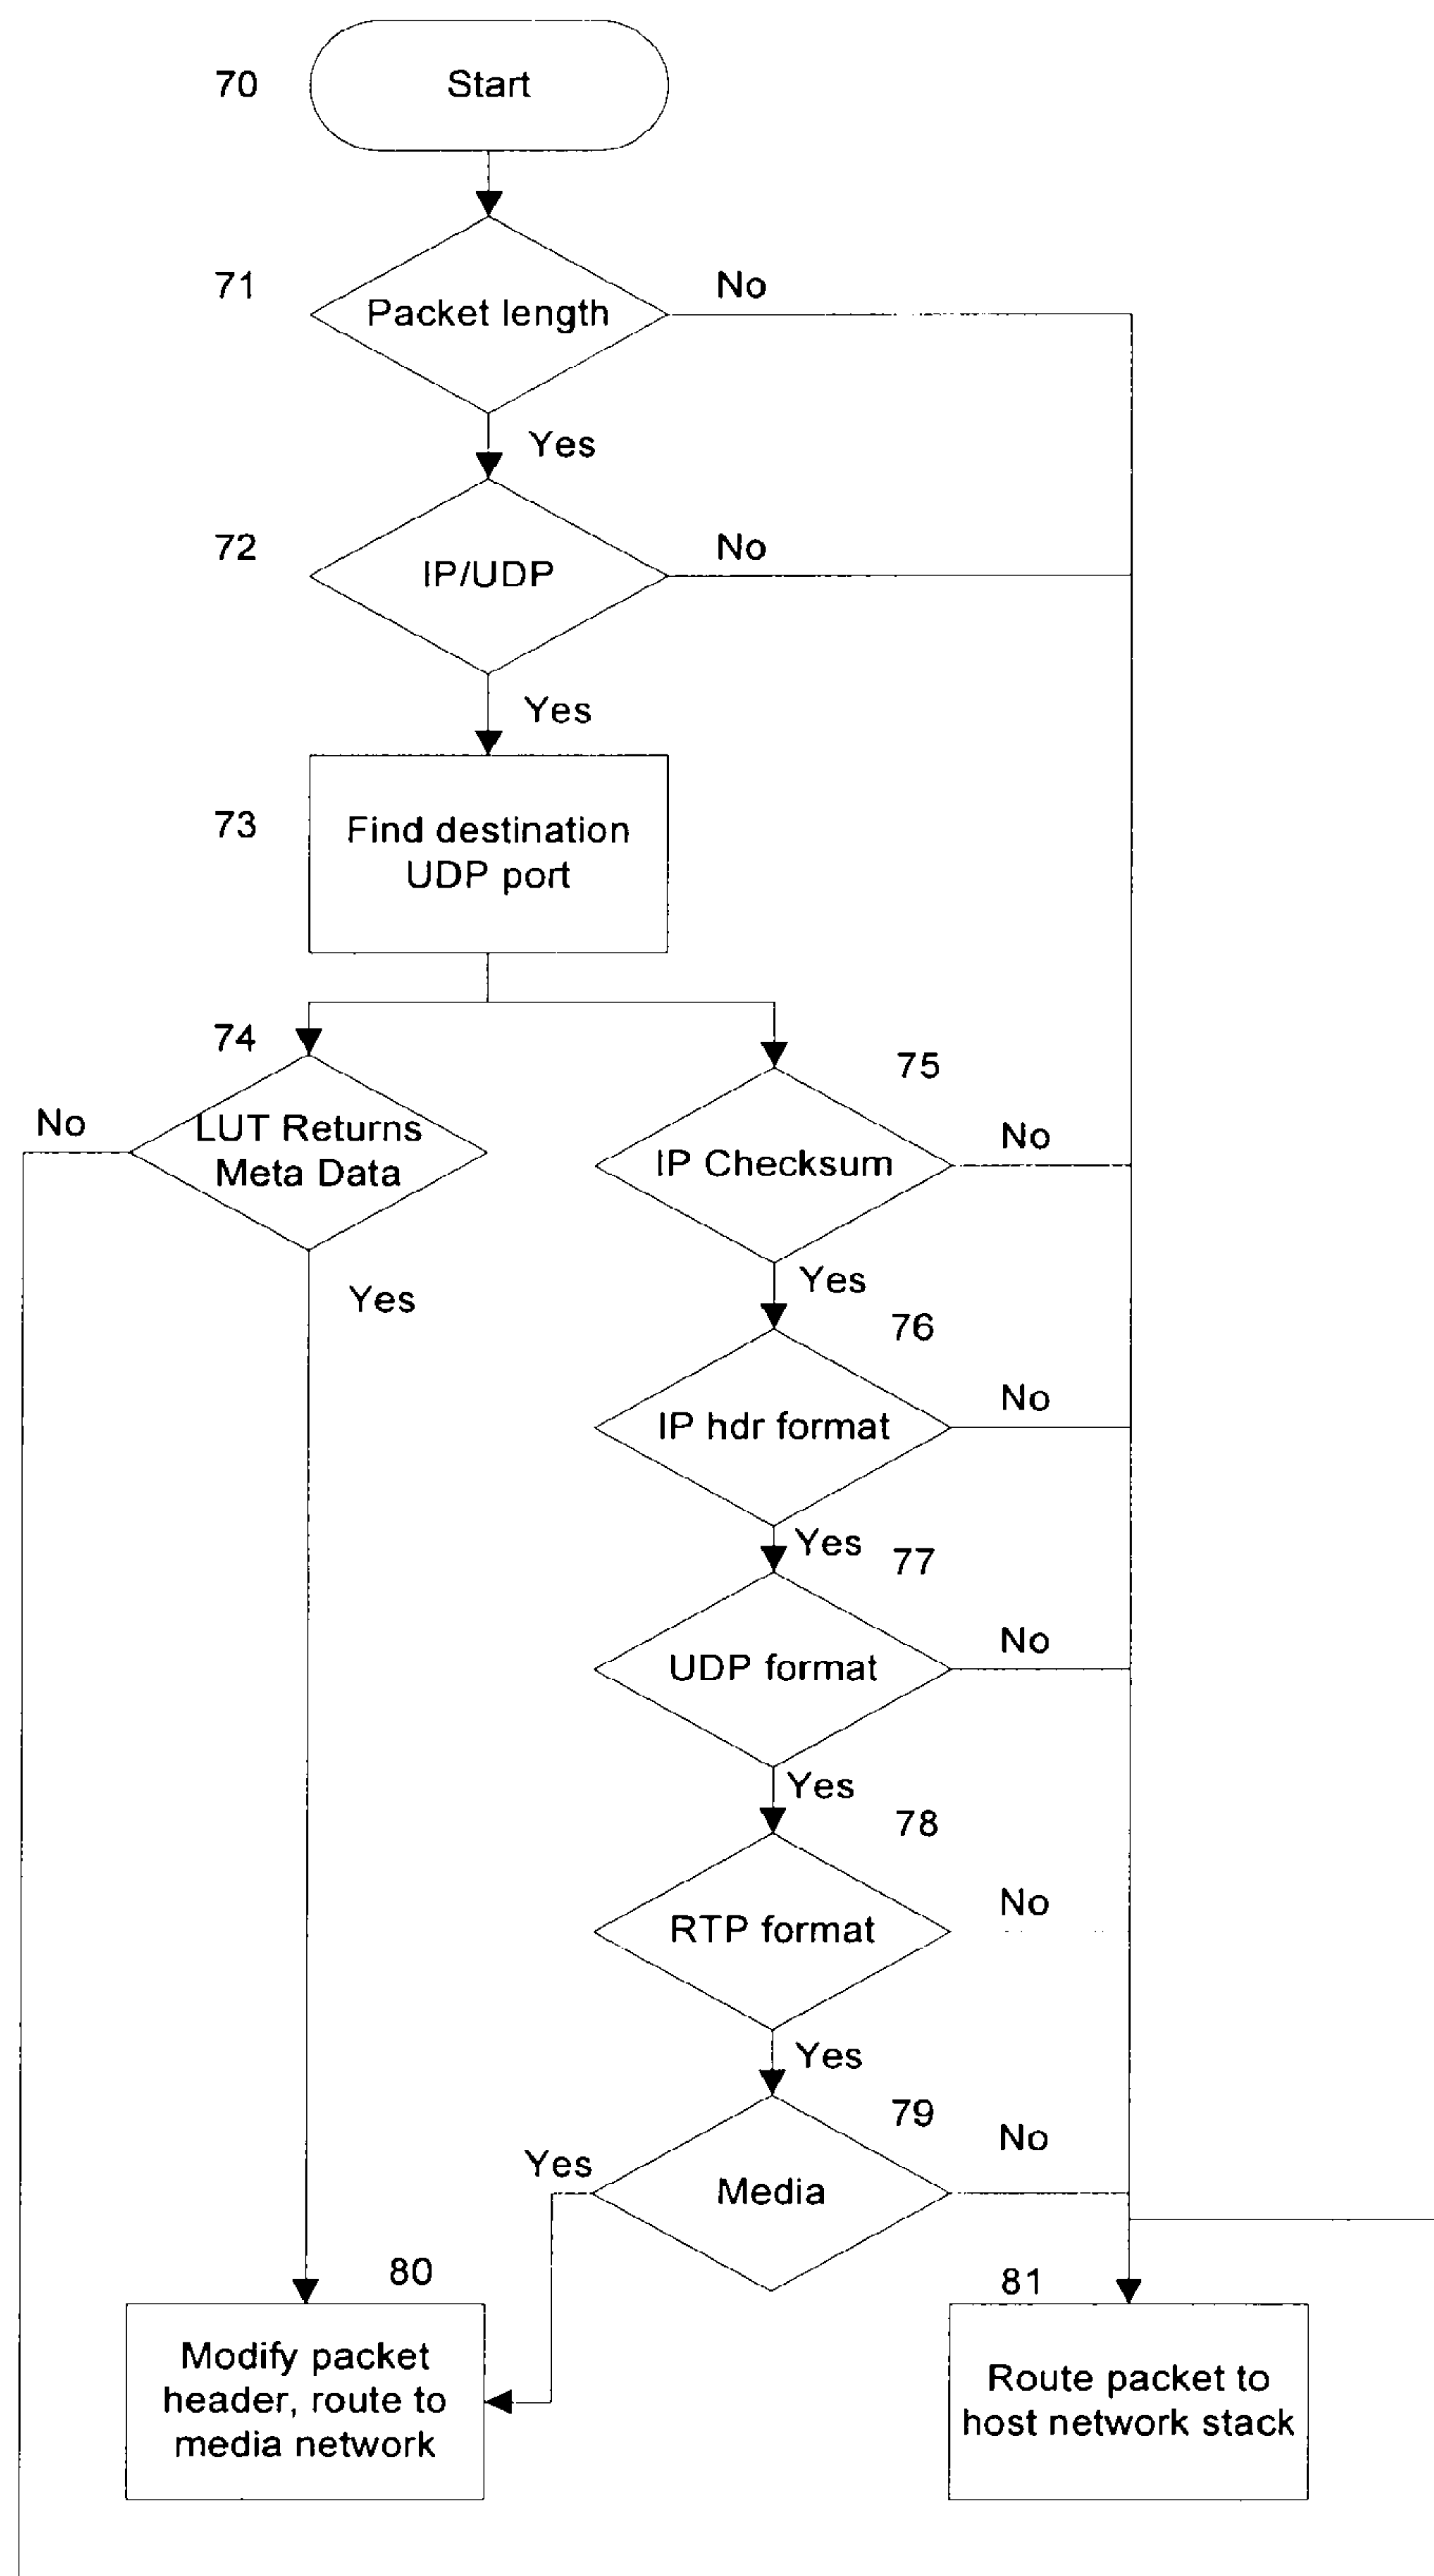 70
Start
71
Packet length
No
Yes
72
IP/UDP
No
Yes
73
Find destination
UDP port
74
No
LUT Returns
Meta Data
Yes
75
IP Checksum
No
Yes
76
IP hdr format
No
Yes
77
UDP format
No
Yes
78
RTP format
No
Yes
79
Yes
Media
No
80
Modify packet
header, route to
media network
81
Route packet to
host network stack